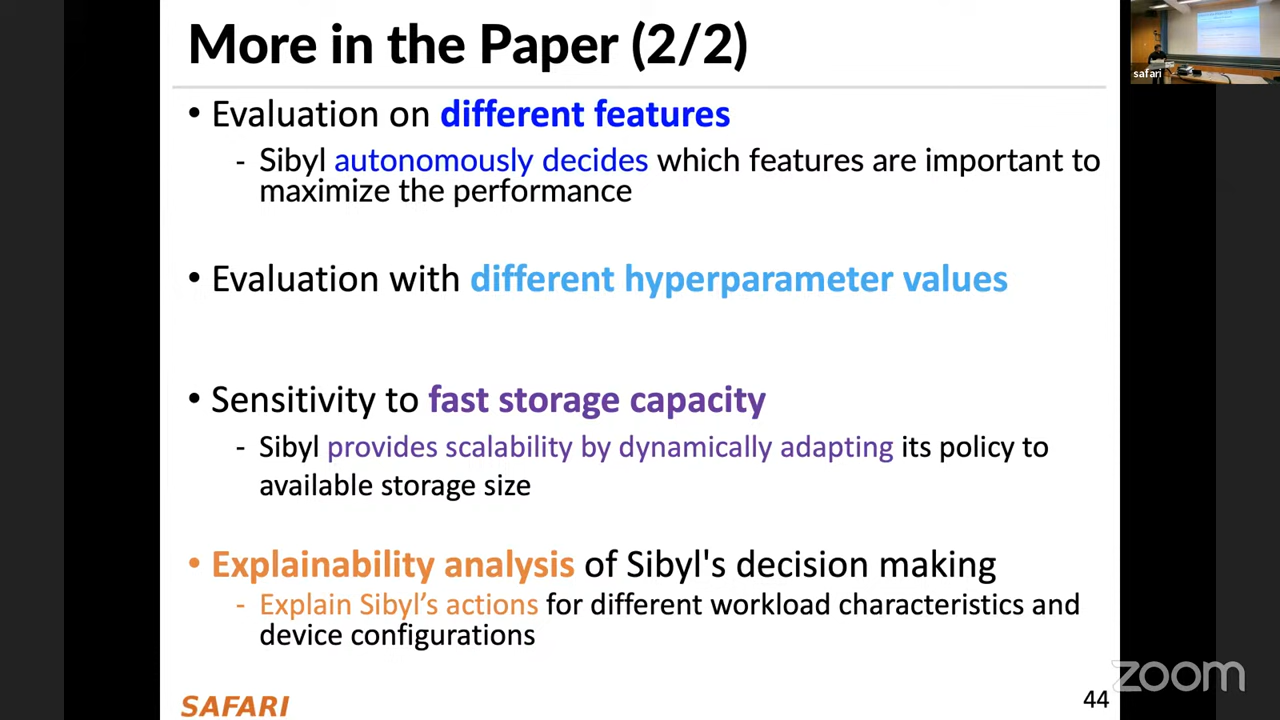 More in the Paper (2/2)
safari
• Evaluation on different features
- Sibyl autonomously decides which features are important to
maximize the performance
• Evaluation with different hyperparameter values
• Sensitivity to fast storage capacity
- Sibyl provides scalability by dynamically adapting its policy to
available storage size
• Explainability analysis of Sibyl's decision making
- Explain Sibyl’s actions for different workload characteristics and
device configurations
SAFARI
44
zoom